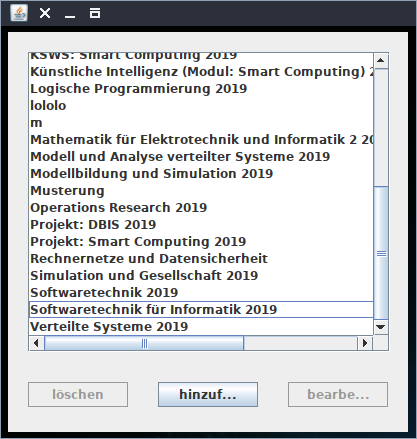 KSWS: Smart Computing 2019
Künstliche Intelligenz (Modul: Smart Computing) 2
Logische Programmierung 2019
lololo
m
Mathematik für Elektrotechnik und Informatik 2 20
Modell und Analyse verteilter Systeme 2019
Modellbildung und Simulation 2019
Musterung
Operations Research 2019
Projekt: DBIS 2019
Projekt: Smart Computing 2019
Rechnernetze und Datensicherheit
Simulation und Gesellschaft 2019
Softwaretechnik 2019
Softwaretechnik für Informatik 2019
Verteilte Systeme 2019
löschen hinzuf... bearbe...